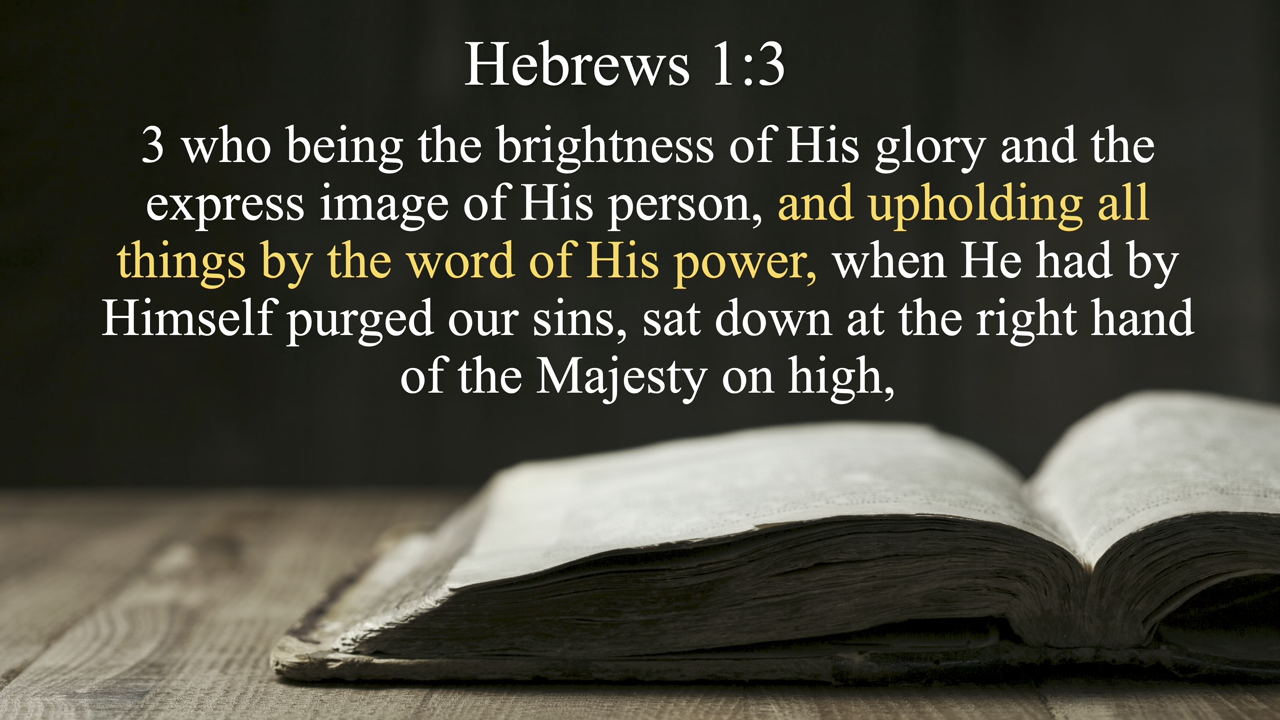 Hebrews 1:3
3 who being the brightness of His glory and the
express image of His person, and upholding all
things by the word of His power, when He had by
Himself purged our sins, sat down at the right hand
of the Majesty on high,